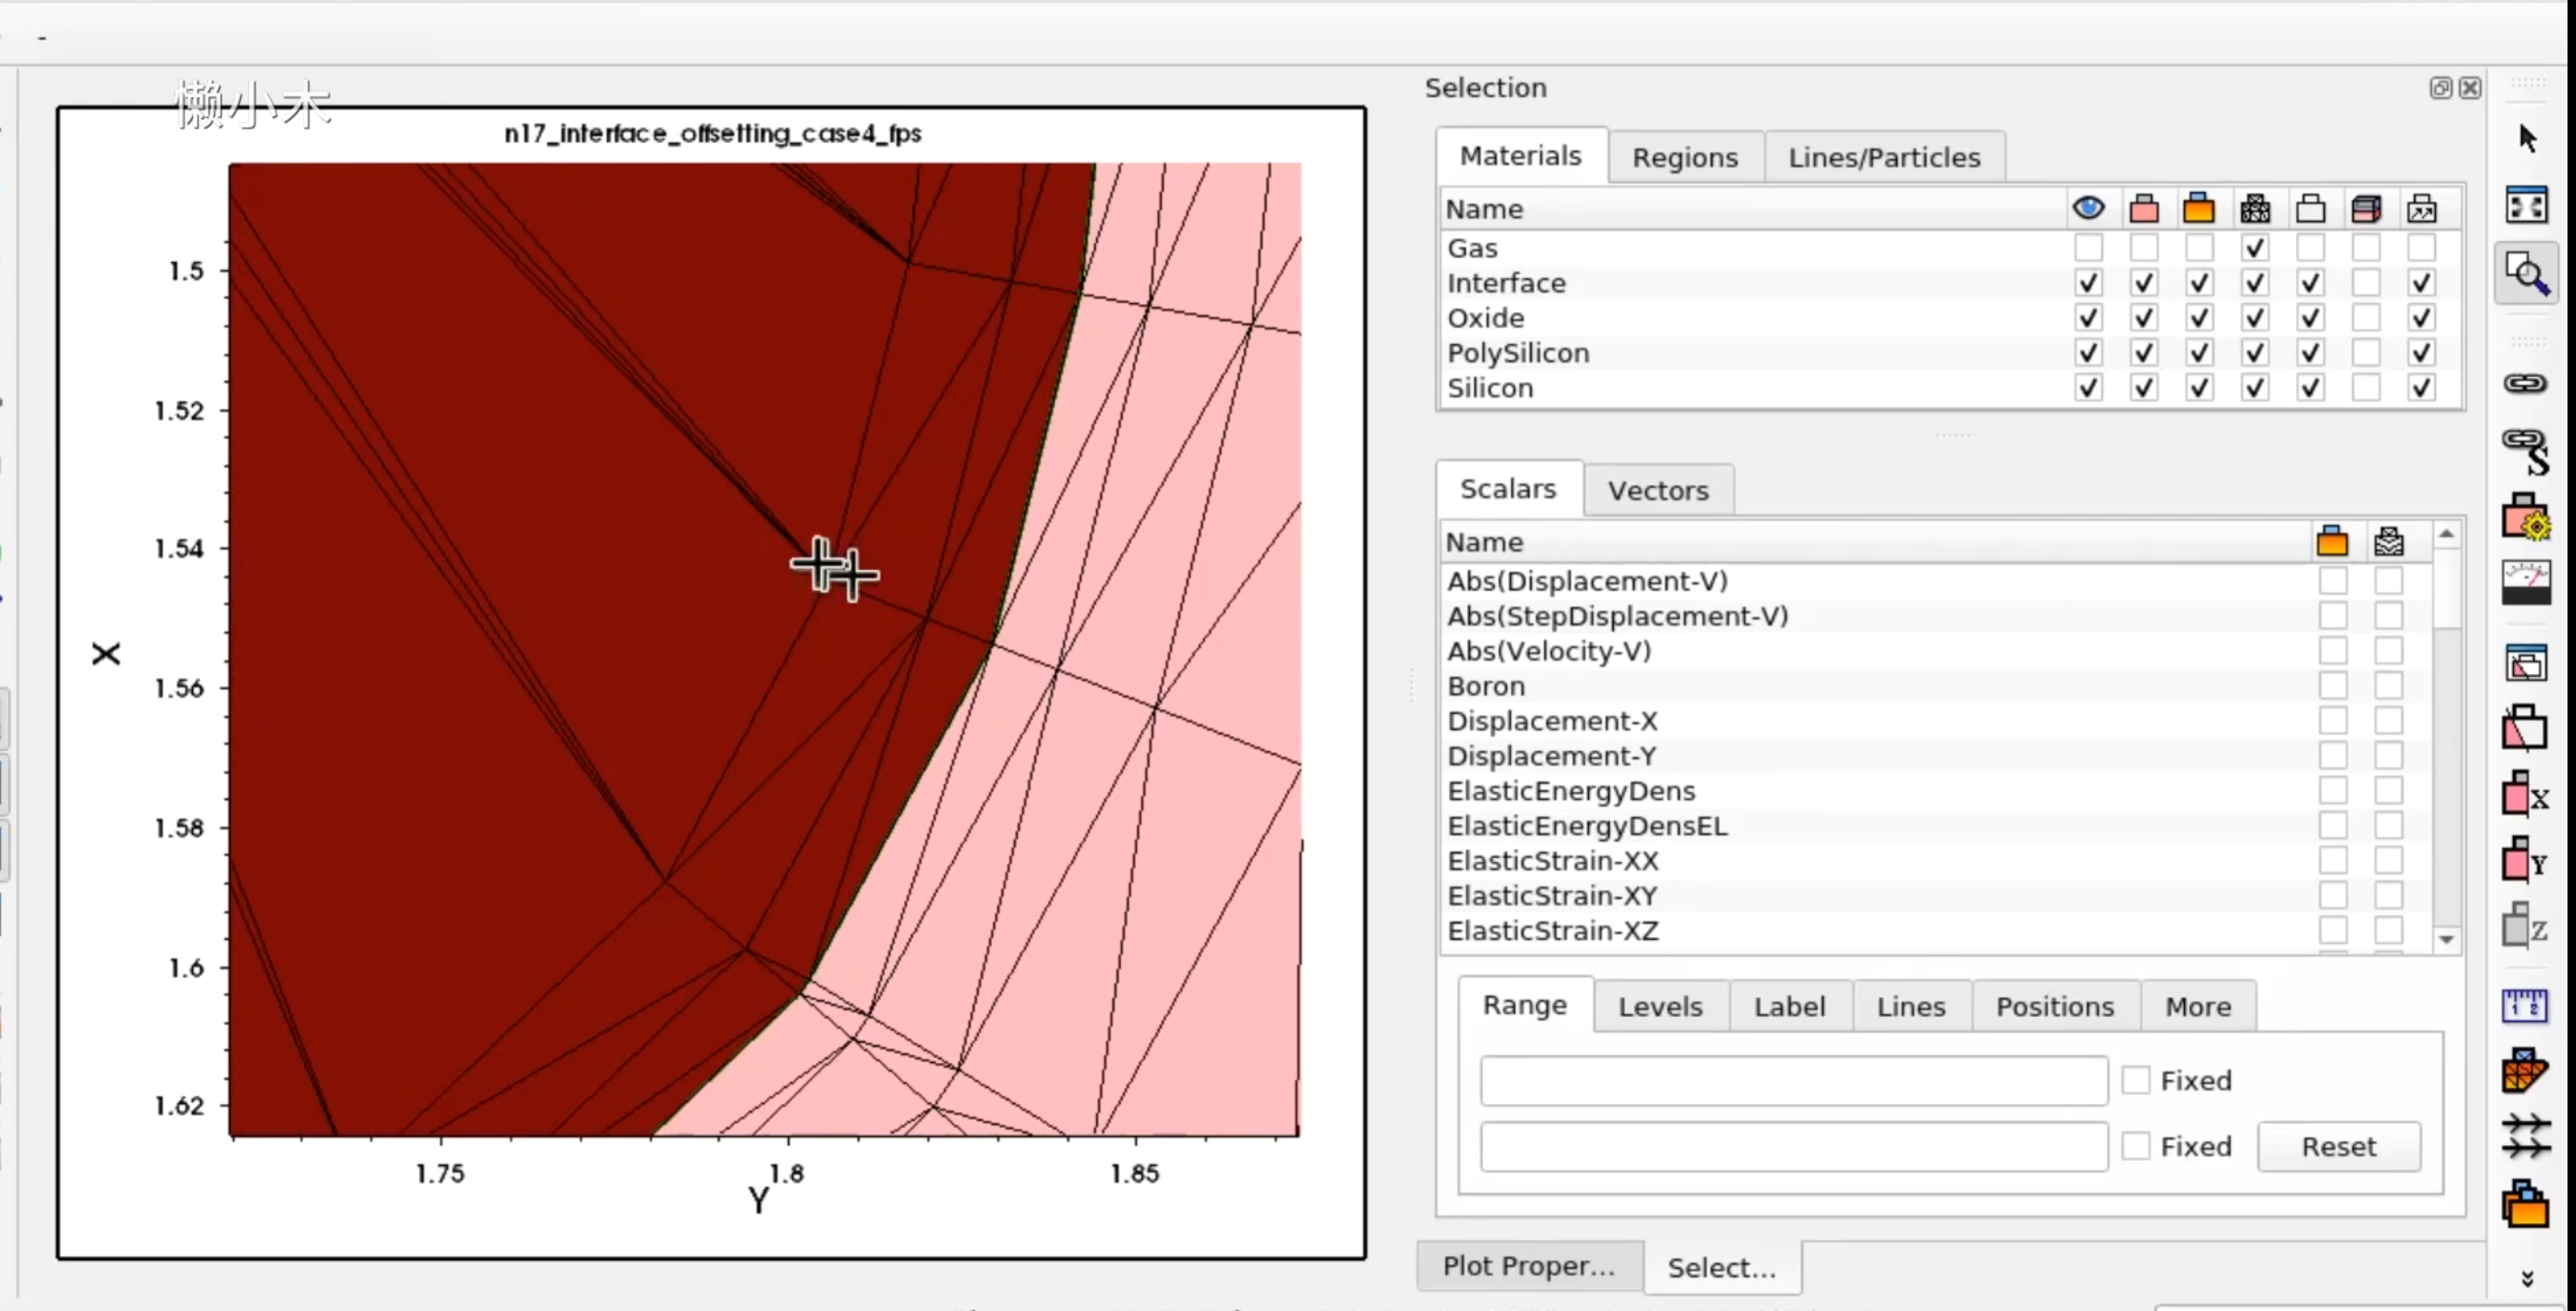 -
懒小木
n17_interface_offsetting_case4_fps
1.5
1.52
1.54
1.56
1.58
1.6
1.62
X
1.75
1.8
1.85
Y
Selection
Materials
Regions
Lines/Particles
Name
Gas
Interface
Oxide
PolySilicon
Silicon
Scalars
Vectors
Name
Abs(Displacement-V)
Abs(StepDisplacement-V)
Abs(Velocity-V)
Boron
Displacement-X
Displacement-Y
ElasticEnergyDens
ElasticEnergyDensEL
ElasticStrain-XX
ElasticStrain-XY
ElasticStrain-XZ
Range
Levels
Label
Lines
Positions
More
Fixed
Fixed
Reset
Plot Proper...
Select...
S
X
Y
Z
1 2